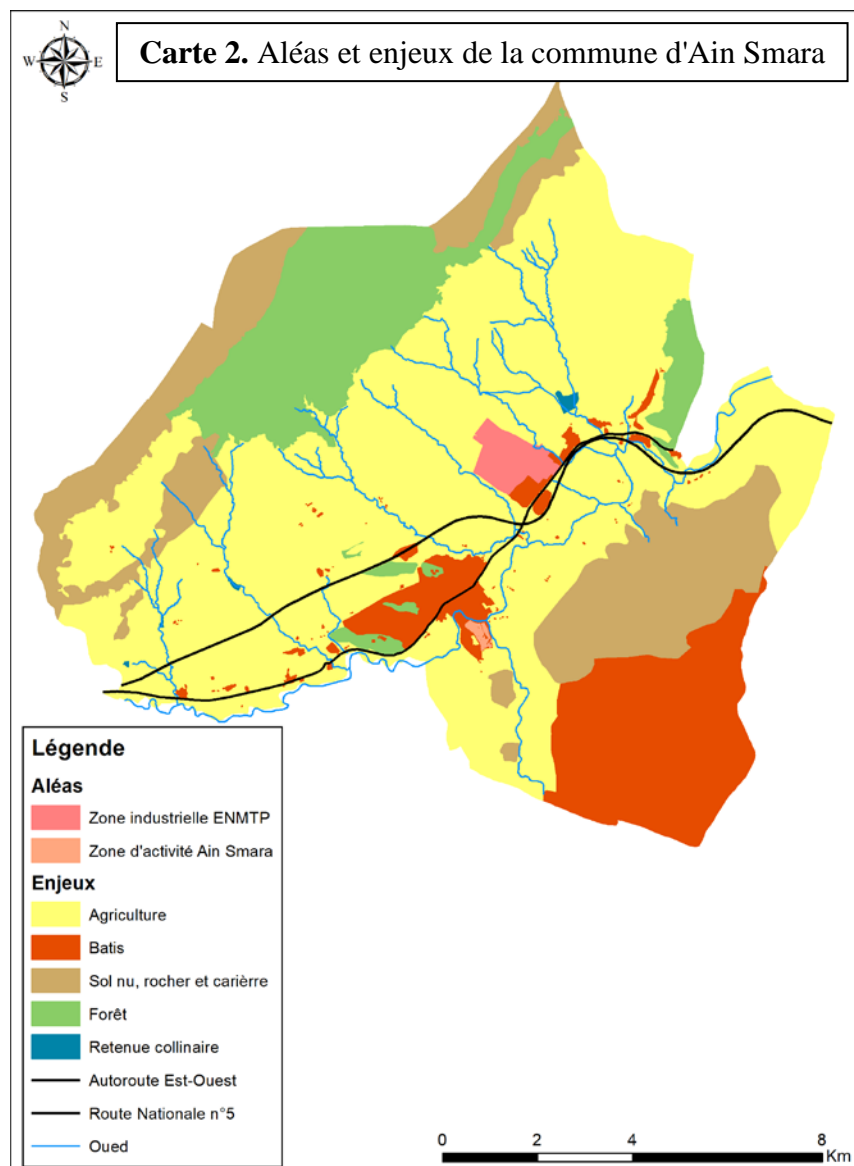 N
W E
S
Carte 2. Aléas et enjeux de la commune d'Ain Smara
Légende
Aléas
Zone industrielle ENMTP
Zone d'activité Ain Smara
Enjeux
Agriculture
Batis
Sol nu, rocher et carièrre
Forêt
Retenue collinaire
Autoroute Est-Ouest
Route Nationale n°5
Oued
0 2 4 8
Km